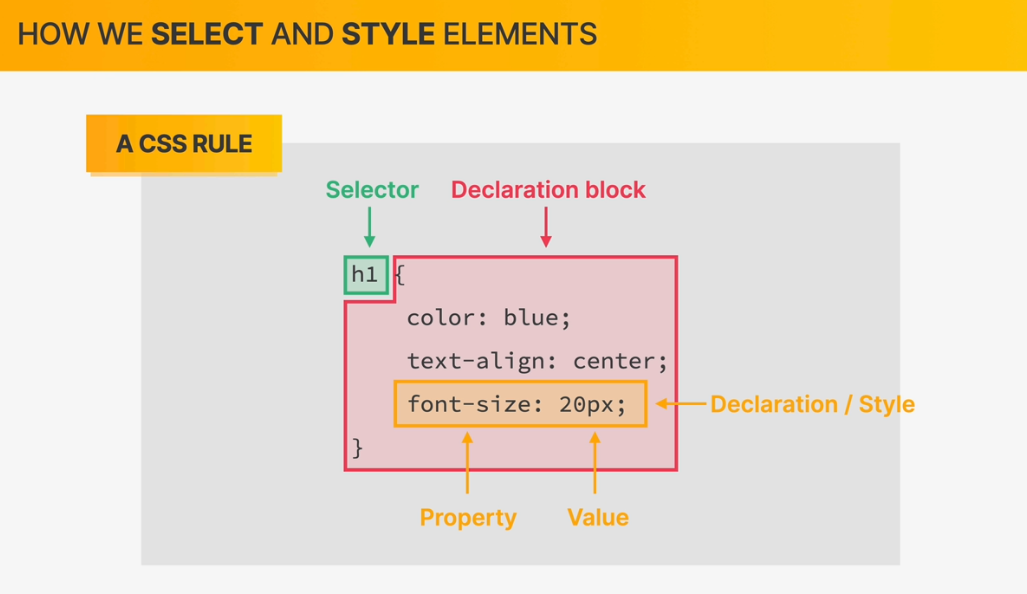 HOW WE SELECT AND STYLE ELEMENTS
A CSS RULE
Selector
Declaration block
h1 {
color: blue;
text-align: center;
font-size: 20px;
Declaration / Style
}
Property
Value